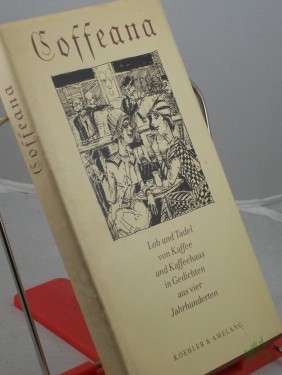 Coffeana
Coffeana
Lob und Tadel
von Kaffee
und Kaffeehaus
in Gedichten
aus vier
Jahrhunderten
KOEHLER & AMELANG